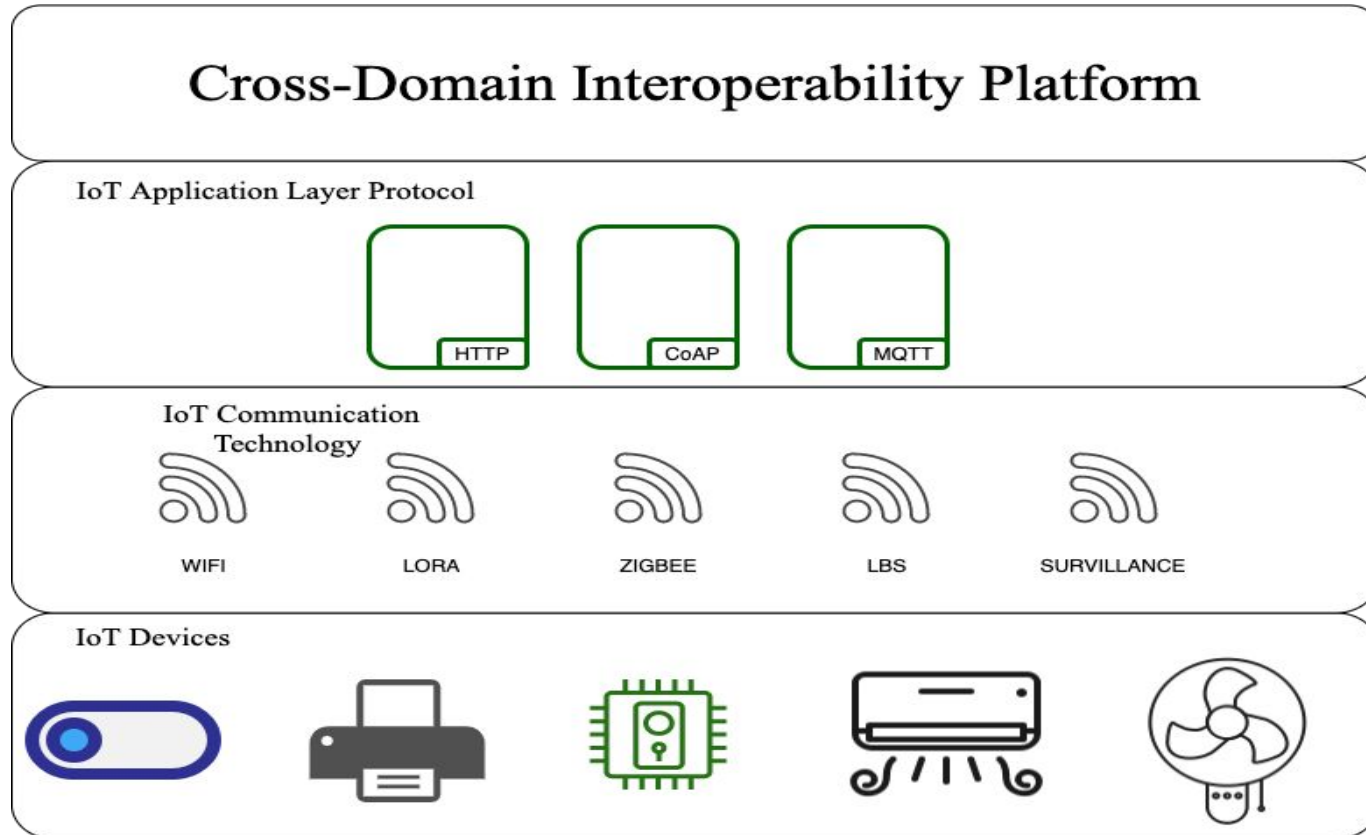 Cross-Domain Interoperability Platform
IoT Application Layer Protocol
HTTP
CoAP
MQTT
IoT Communication
Technology
WIFI
LORA
ZIGBEE
LBS
SURVILLANCE
IoT Devices